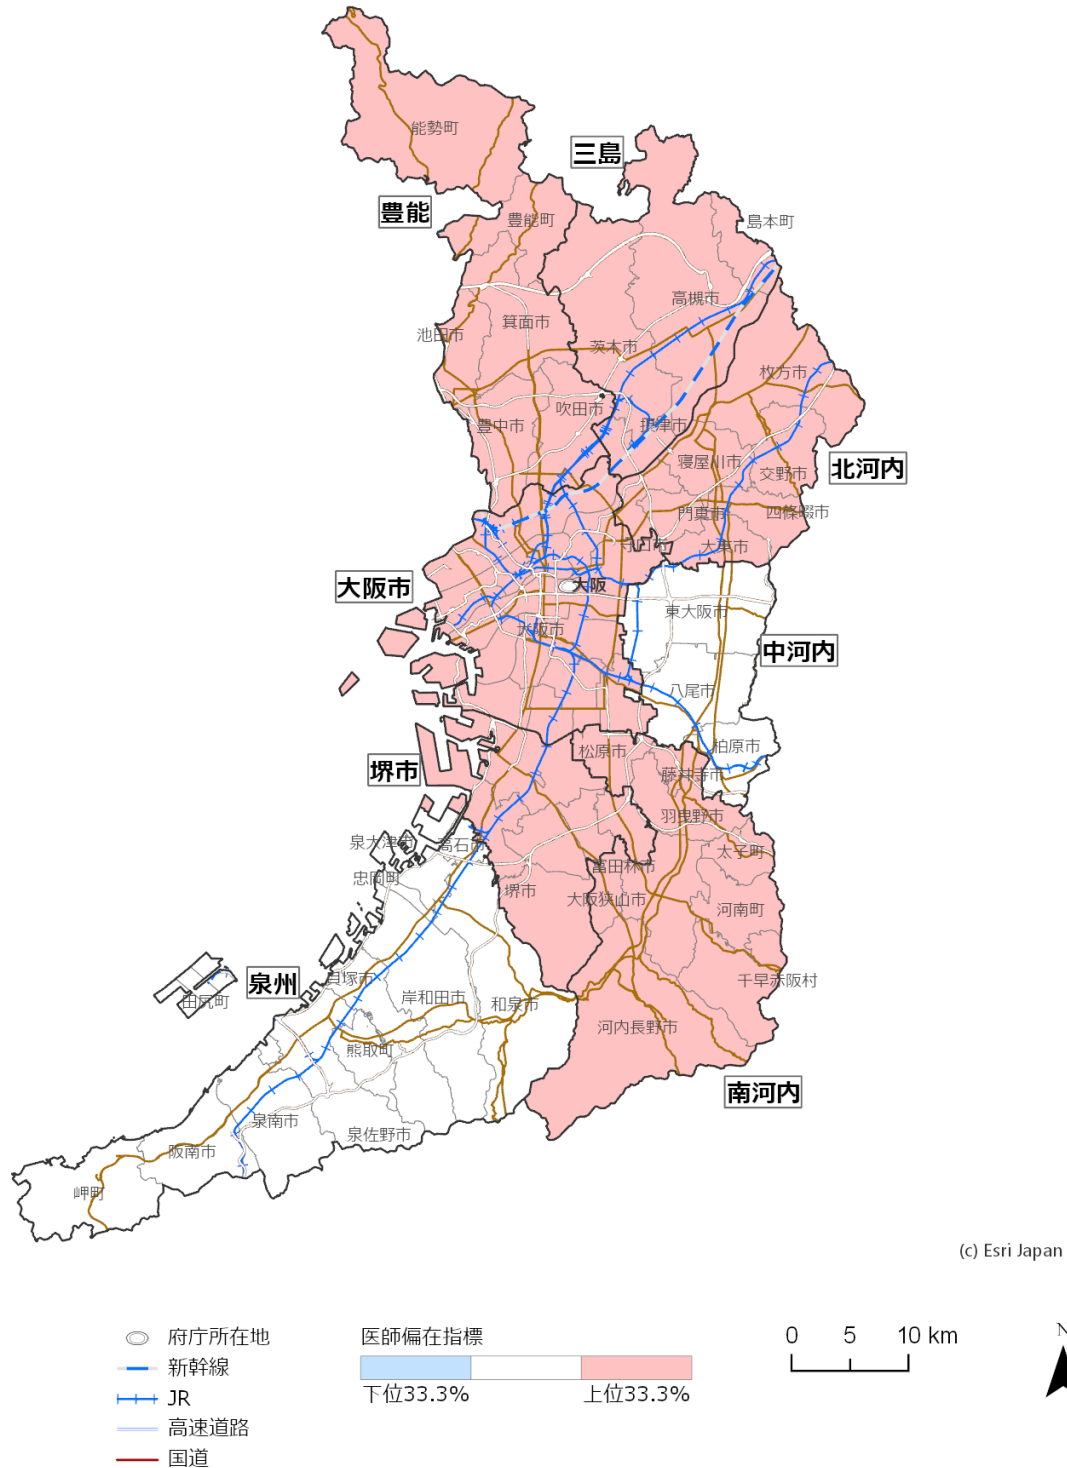 能勢町
三島
豊能
豊能町
島本町
高槻市
箕面市
池田市
茨木市
枚方市
吹田市
豊中市
摂津市
寝屋川市
北河内
交野市
門真市
四條畷市
守口市
大東市
大阪市
大阪
東大阪市
大阪市
中河内
八尾市
柏原市
松原市
堺市
藤井寺市
羽曳野市
泉大津市
高石市
太子町
富田林市
忠岡町
堺市
大阪狭山市
河南町
泉州
貝塚市
千早赤阪村
田尻町
岸和田市
和泉市
河内長野市
熊取町
南河内
泉南市
泉佐野市
阪南市
岬町
(c) Esri Japan
府庁所在地
新幹線
JR
高速道路
国道
医師偏在指標
下位33.3%
上位33.3%
0 5 10 km
N